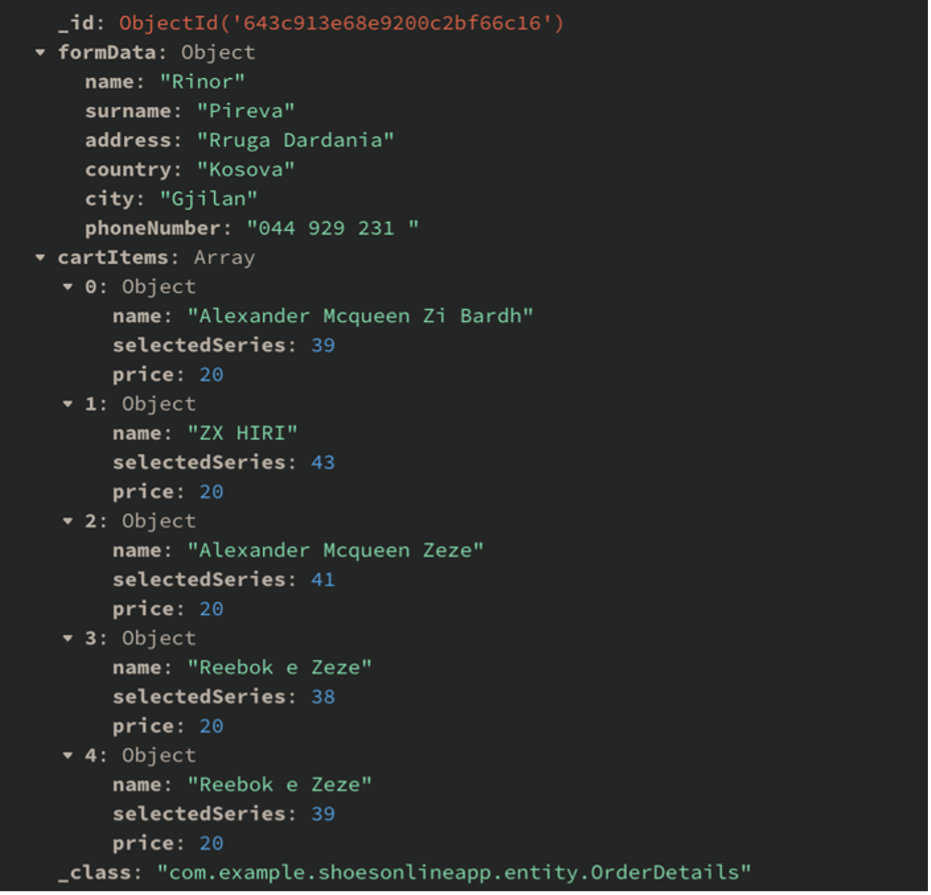 _id: ObjectId('643c913e68e9200c2bf66c16')
formData: Object
name: "Rinor"
surname: "Pireva"
address: "Rruga Dardania"
country: "Kosova"
city: "Gjilan"
phoneNumber: "044 929 231 "
cartItems: Array
0: Object
name: "Alexander Mcqueen Zi Bardh"
selectedSeries: 39
price: 20
1: Object
name: "ZX HIRI"
selectedSeries: 43
price: 20
2: Object
name: "Alexander Mcqueen Zeze"
selectedSeries: 41
price: 20
3: Object
name: "Reebok e Zeze"
selectedSeries: 38
price: 20
4: Object
name: "Reebok e Zeze"
selectedSeries: 39
price: 20
_class: "com.example.shoesonlineapp.entity.OrderDetails"